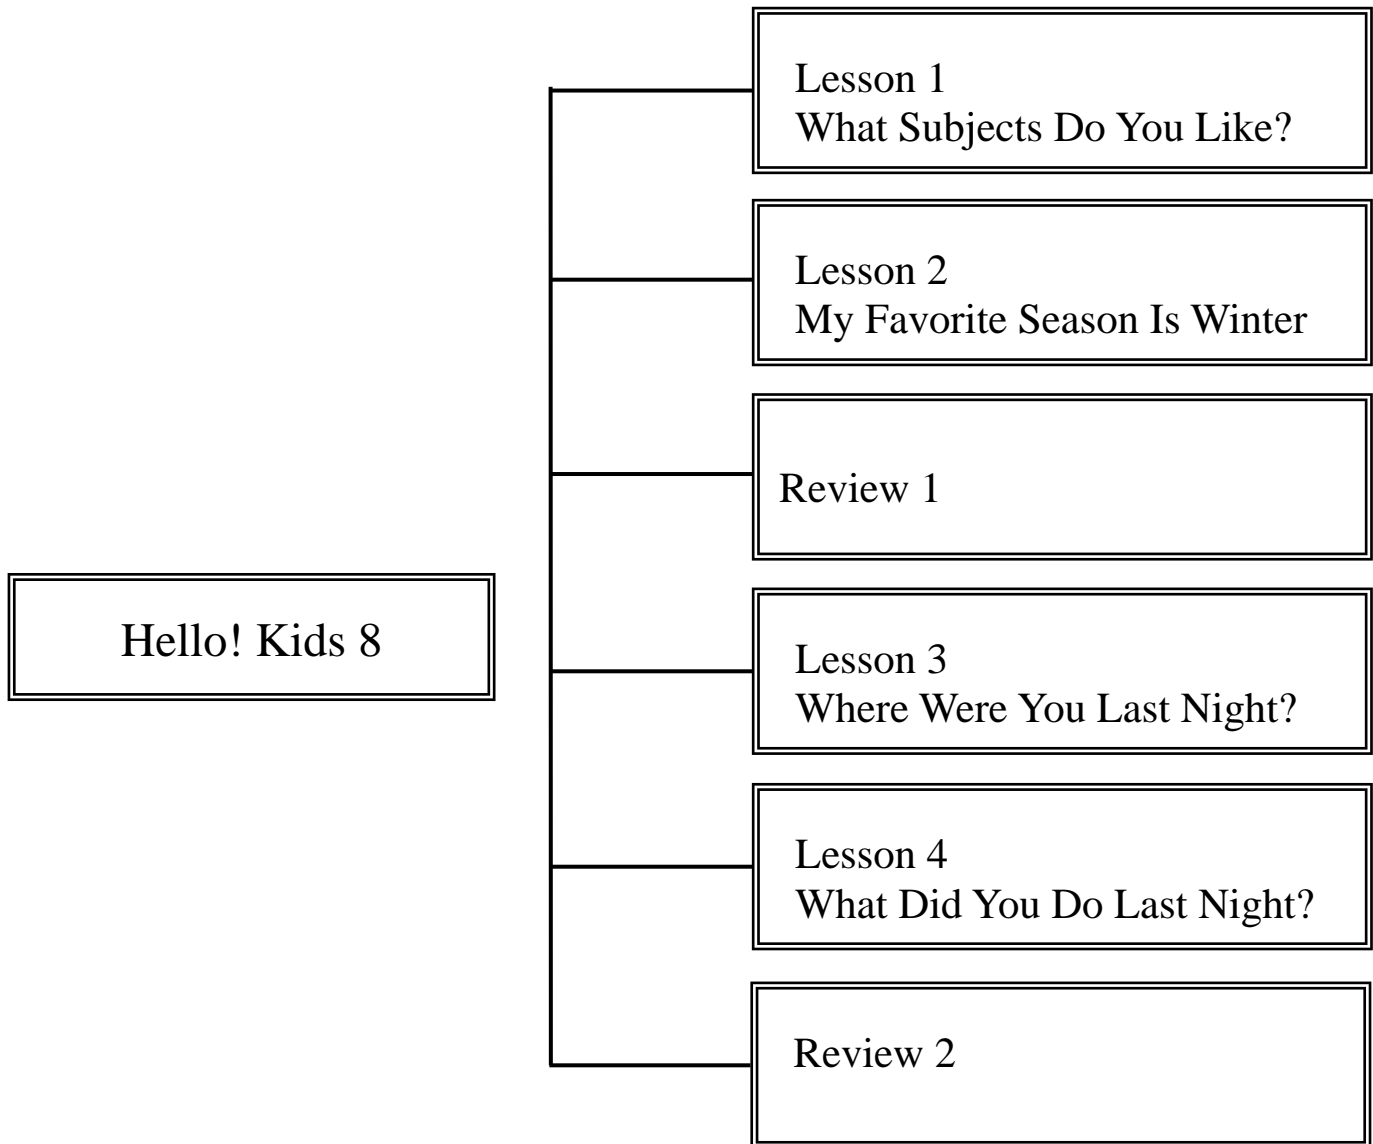 Lesson 1
What Subjects Do You Like?
Lesson 2
My Favorite Season Is Winter
Review 1
Hello! Kids 8
Lesson 3
Where Were You Last Night?
Lesson 4
What Did You Do Last Night?
Review 2